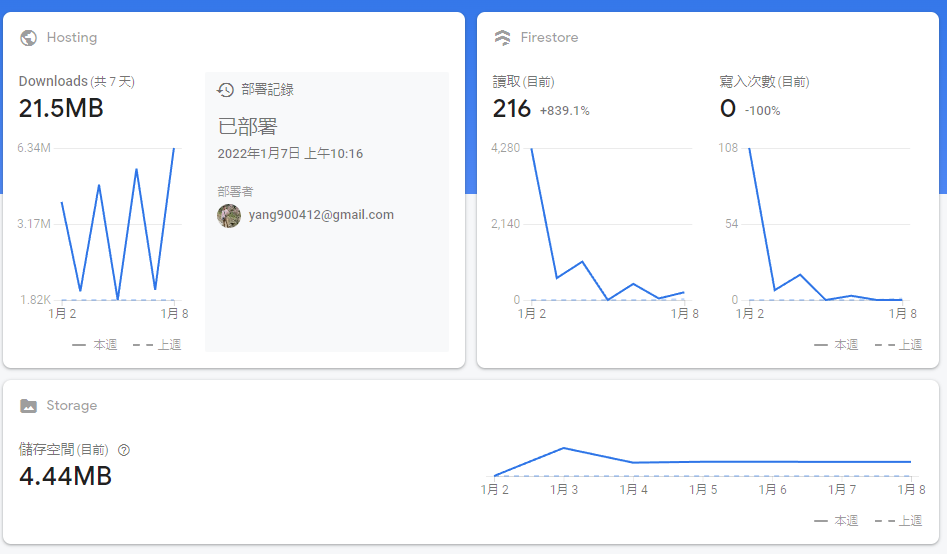 Hosting
Downloads (共 7 天)
21.5MB
6.34M
3.17M
1.82K
1月 2
1月 8
本週
上週
部署記錄
已部署
2022年1月7日 上午10:16
部署者
yang900412@gmail.com
Firestore
讀取 (目前)
216 +839.1%
4,280
2,140
0
1月 2
1月 8
寫入次數 (目前)
0 -100%
108
54
0
1月 2
1月 8
本週
上週
Storage
儲存空間 (目前)
4.44MB
1月 2
1月 3
1月 4
1月 5
1月 6
1月 7
1月 8
本週
上週